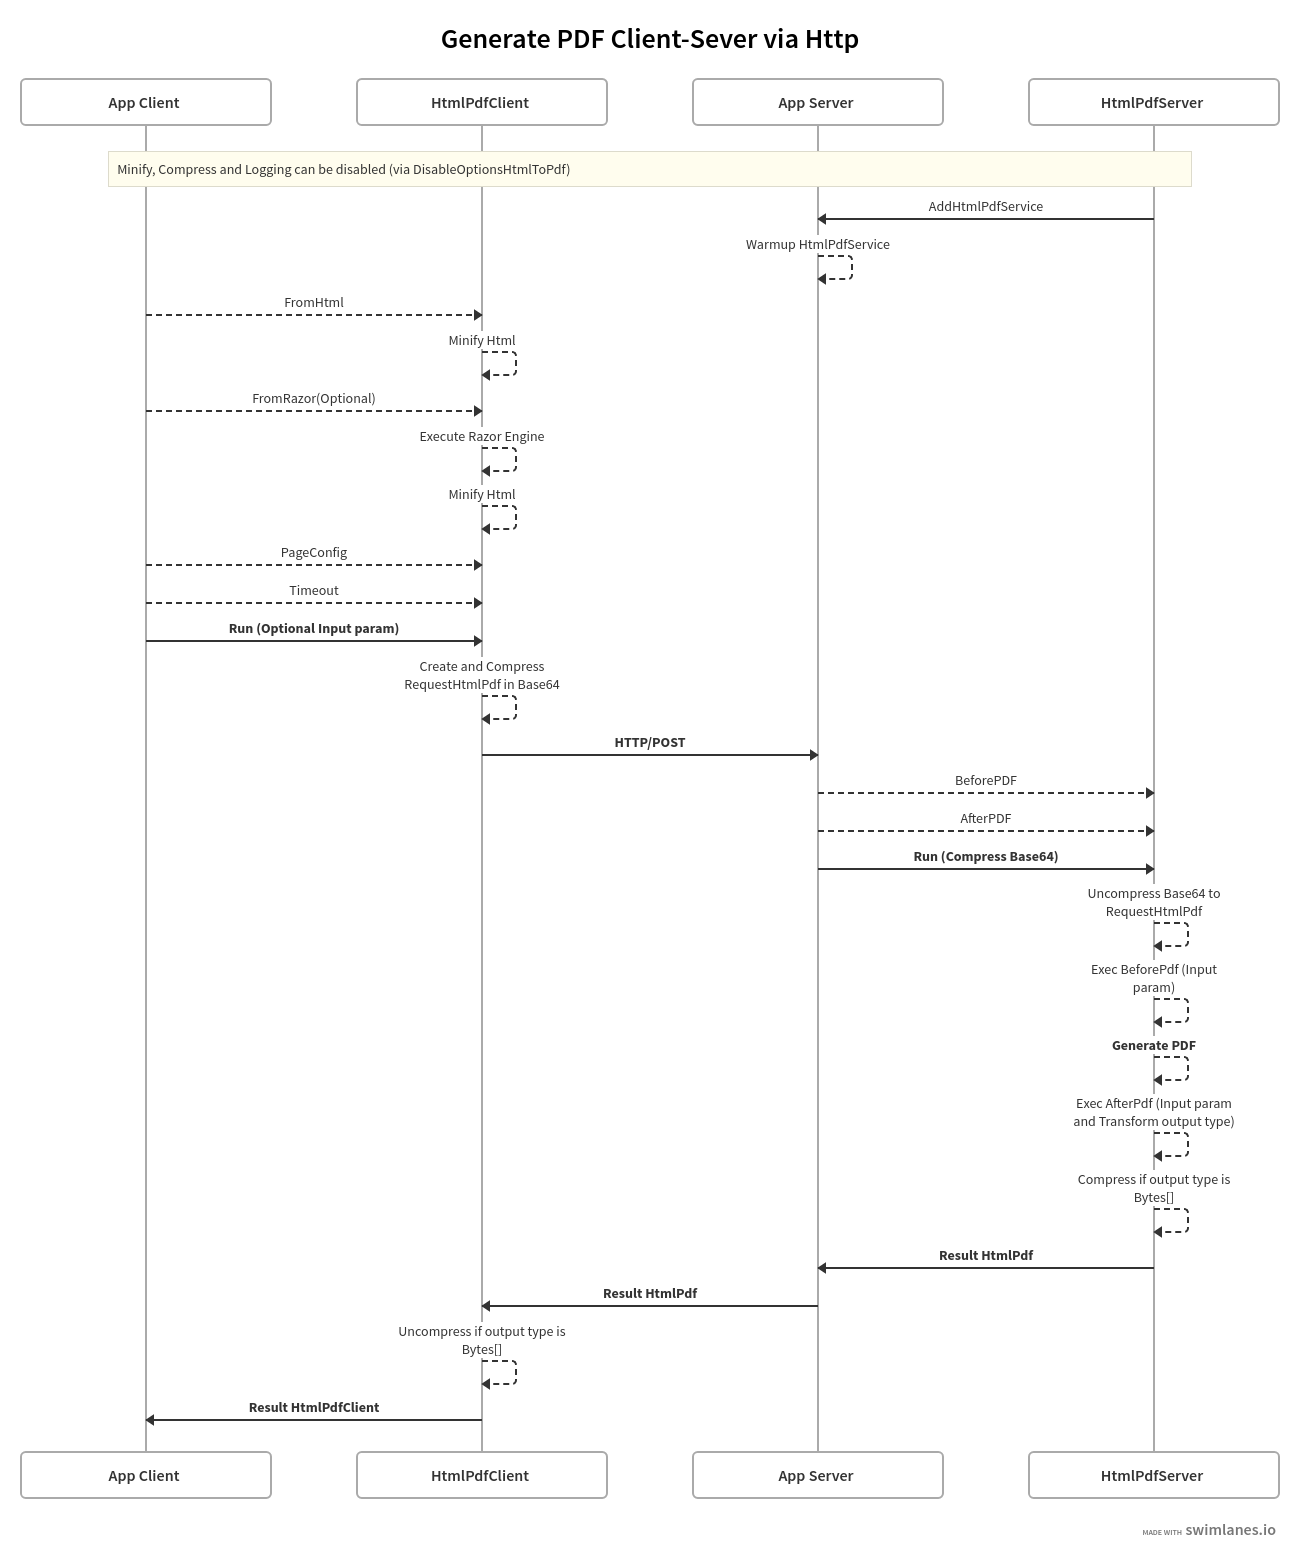 Generate PDF Client-Sever via Http
App Client
HtmlPdfClient
App Server
HtmlPdfServer
Minify, Compress and Logging can be disabled (via DisableOptionsHtmlToPdf)
AddHtmlPdfService
Warmup HtmlPdfService
FromHtml
Minify Html
FromRazor(Optional)
Execute Razor Engine
Minify Html
PageConfig
Timeout
Run (Optional Input param)
Create and Compress
RequestHtmlPdf in Base64
HTTP/POST
BeforePDF
AfterPDF
Run (Compress Base64)
Uncompress Base64 to
RequestHtmlPdf
Exec BeforePdf (Input
param)
Generate PDF
Exec AfterPdf (Input param
and Transform output type)
Compress if output type is
Bytes[]
Result HtmlPdf
Result HtmlPdf
Uncompress if output type is
Bytes[]
Result HtmlPdfClient
App Client
HtmlPdfClient
App Server
HtmlPdfServer
MADE WITH swimlanes.io